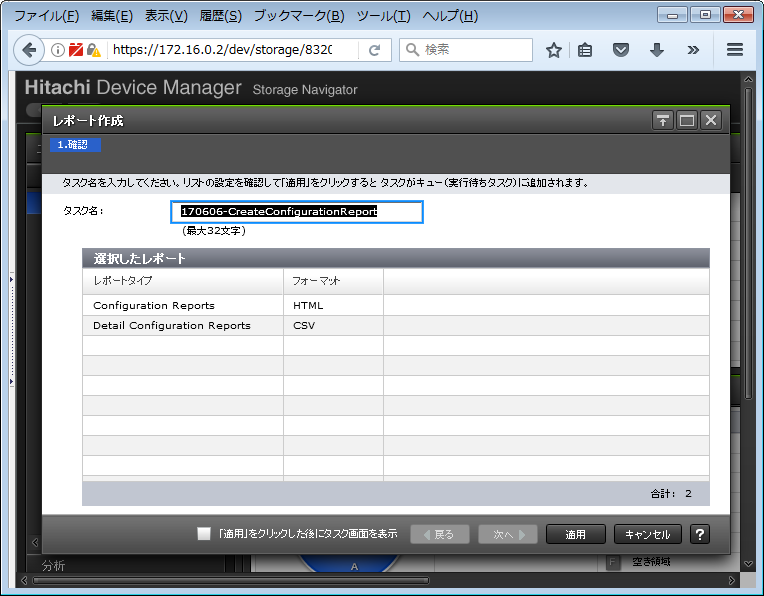 ファイル(F) 編集(E) 表示(V) 履歴(S) ブックマーク(B) ツール(T) ヘルプ(H)
https://172.16.0.2/dev/storage/832
検索
Hitachi Device Manager Storage Navigator
レポート作成
1.確認
タスク名を入力してください。リストの設定を確認して「適用」をクリックすると タスクがキュー(実行待ちタスク)に追加されます。
タスク名:
170606-CreateConfigurationReport
(最大32文字)
選択したレポート
レポートタイプ フォーマット
Configuration Reports HTML
Detail Configuration Reports CSV
合計: 2
「適用」をクリックした後にタスク画面を表示 戻る 次へ 適用 キャンセル ?
分析
A
F 空き領域